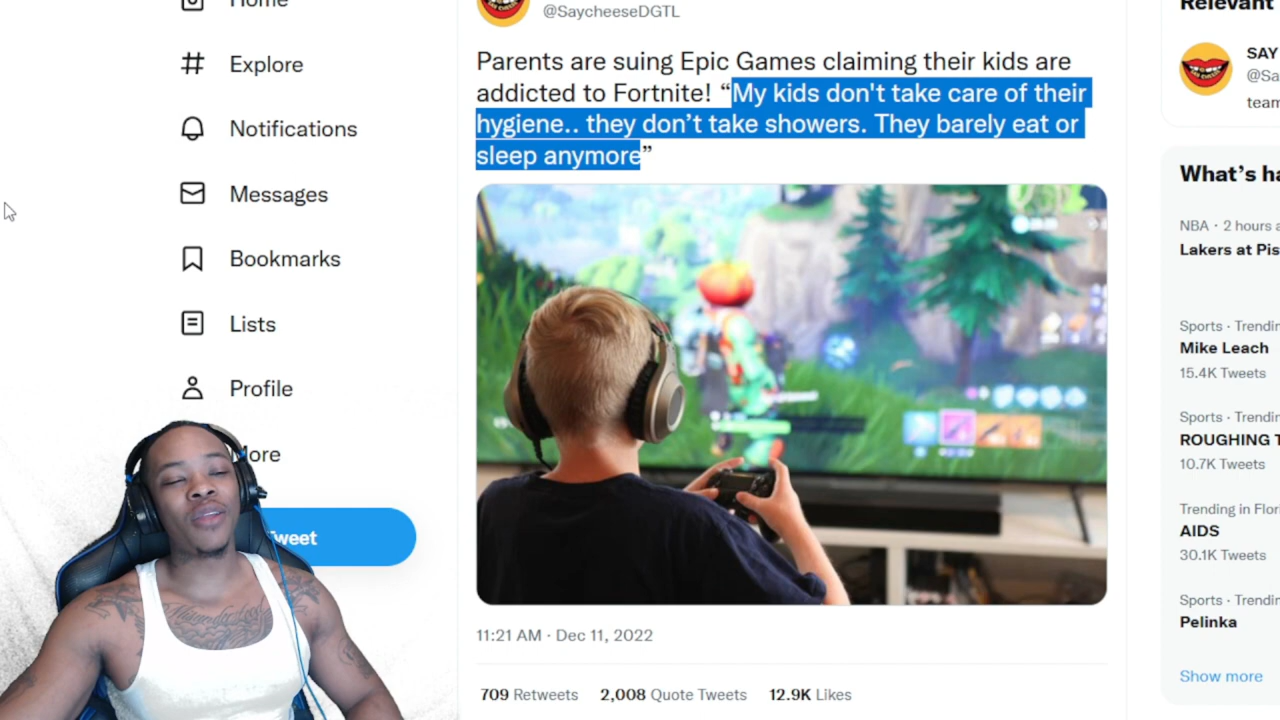 Home
Explore
Notifications
Messages
Bookmarks
Lists
Profile
Tweet
@SaycheeseDGTL
Parents are suing Epic Games claiming their kids are
addicted to Fortnite! “My kids don't take care of their
hygiene.. they don’t take showers. They barely eat or
sleep anymore”
11:21 AM · Dec 11, 2022
709 Retweets 2,008 Quote Tweets 12.9K Likes
Relevant
SAY
@Sa
team
What’s ha
NBA · 2 hours a
Lakers at Pis
Sports · Trendin
Mike Leach
15.4K Tweets
Sports · Trendin
ROUGHING T
10.7K Tweets
Trending in Flor
AIDS
30.1K Tweets
Sports · Trendin
Pelinka
Show more